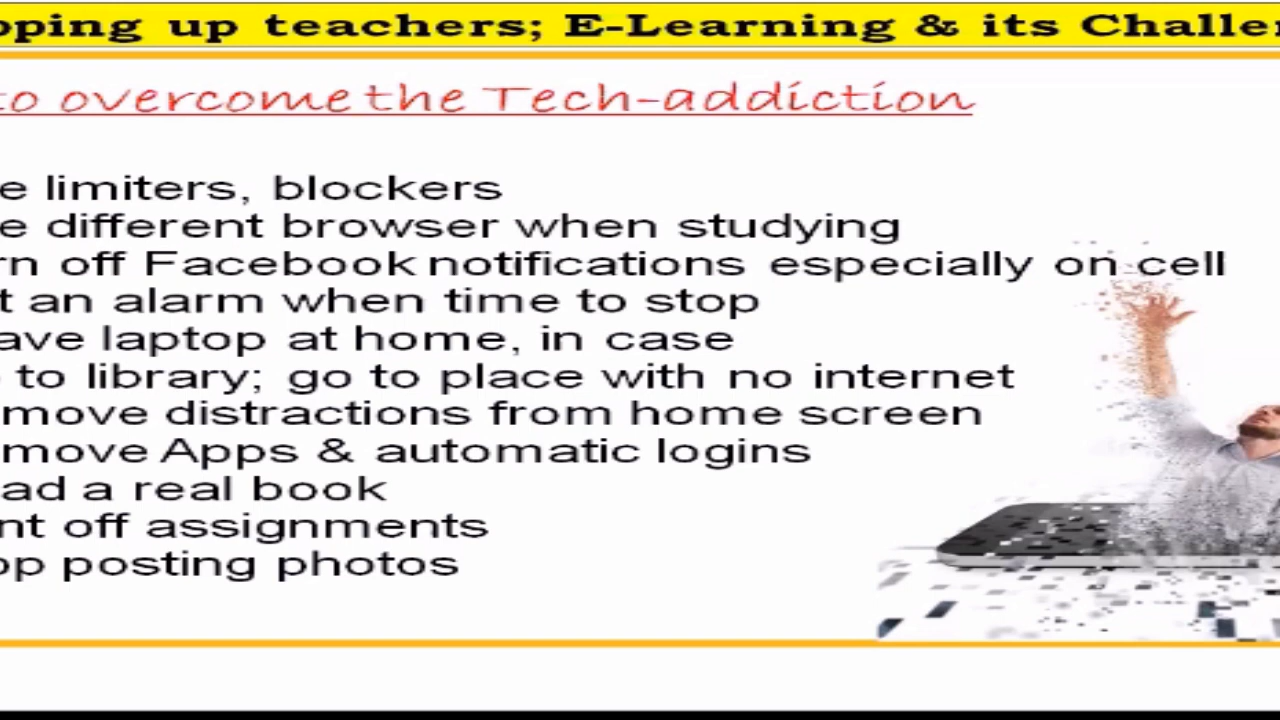 pping up teachers; E-Learning & its Challe
to overcome the Tech-addiction
e limiters, blockers
e different browser when studying
rn off Facebook notifications especially on cell
t an alarm when time to stop
ave laptop at home, in case
to library; go to place with no internet
move distractions from home screen
move Apps & automatic logins
ad a real book
nt off assignments
op posting photos